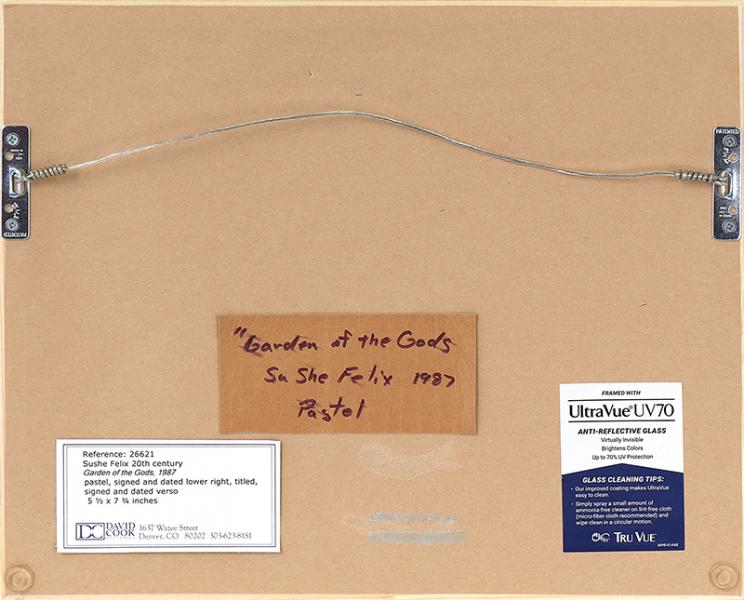 PATENTED
PATENTED
PATENTED
"Garden of the Gods
Su She Felix 1987
Pastel
Reference: 26621
Sushe Felix 20th century
Garden of the Gods, 1987
pastel, signed and dated lower right, titled,
signed and dated verso
5 ½ x 7 ¾ inches
DC DAVID
COOK
1637 Wazee Street
Denver, CO 80202 303-623-8181
FRAMED WITH
UltraVue® UV70
ANTI-REFLECTIVE GLASS
Virtually Invisible
Brightens Colors
Up to 70% UV Protection
GLASS CLEANING TIPS:
• Our improved coating makes UltraVue
easy to clean.
• Simply spray a small amount of
ammonia-free cleaner on lint-free cloth
(micro-fiber cloth recommended) and
wipe clean in a circular motion.
TRU VUE